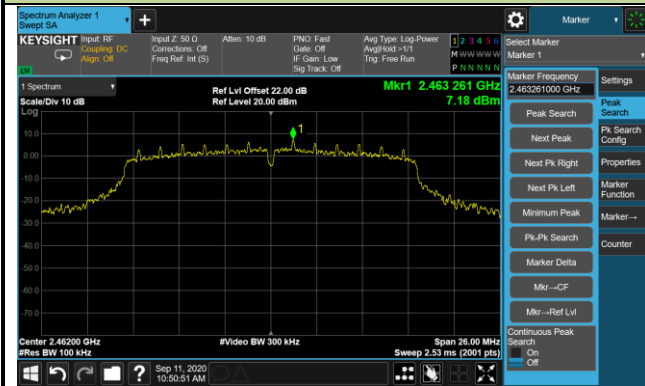 Spectrum Analyzer 1
Swept SA
Marker
KEYSIGHT
Input: RF
Coupling: DC
Align: Off
Input Z: 50 Ω
Corrections: Off
Freq Ref: Int (S)
Atten: 10 dB
PNO: Fast
Gate: Off
IF Gain: Low
Sig Track: Off
Avg Type: Log-Power
Avg|Hold:>1/1
Trig: Free Run
1 2 3 4 5 6
M W W W W W
P N N N N N
Select Marker
Marker 1
1 Spectrum
Scale/Div 10 dB
Log
Ref Lvl Offset 22.00 dB
Ref Level 20.00 dBm
Mkr1 2.463 261 GHz
7.18 dBm
1
10.0
0.00
-10.0
-20.0
-30.0
-40.0
-50.0
-60.0
-70.0
Center 2.46200 GHz
#Res BW 100 kHz
#Video BW 300 kHz
Span 26.00 MHz
Sweep 2.53 ms (2001 pts)
Marker Frequency
2.463261000 GHz
Peak Search
Next Peak
Next Pk Right
Next Pk Left
Minimum Peak
Pk-Pk Search
Marker Delta
Mkr→CF
Mkr→Ref Lvl
Continuous Peak
Search
On
Off
Settings
Peak
Search
Pk Search
Config
Properties
Marker
Function
Marker→
Counter
Sep 11, 2020
10:50:51 AM